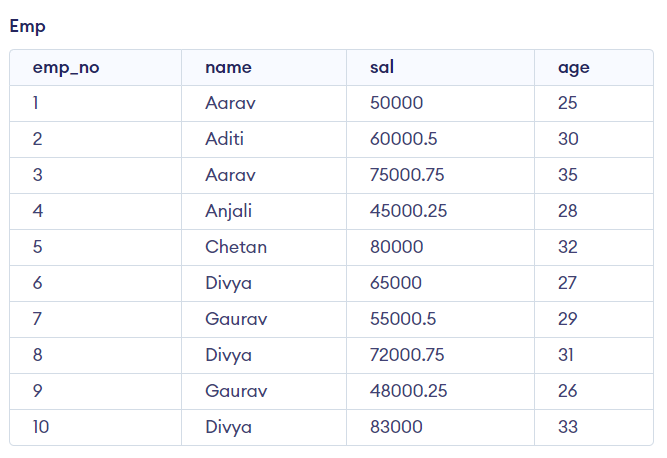 Emp
emp_no name sal age
1 Aarav 50000 25
2 Aditi 60000.5 30
3 Aarav 75000.75 35
4 Anjali 45000.25 28
5 Chetan 80000 32
6 Divya 65000 27
7 Gaurav 55000.5 29
8 Divya 72000.75 31
9 Gaurav 48000.25 26
10 Divya 83000 33